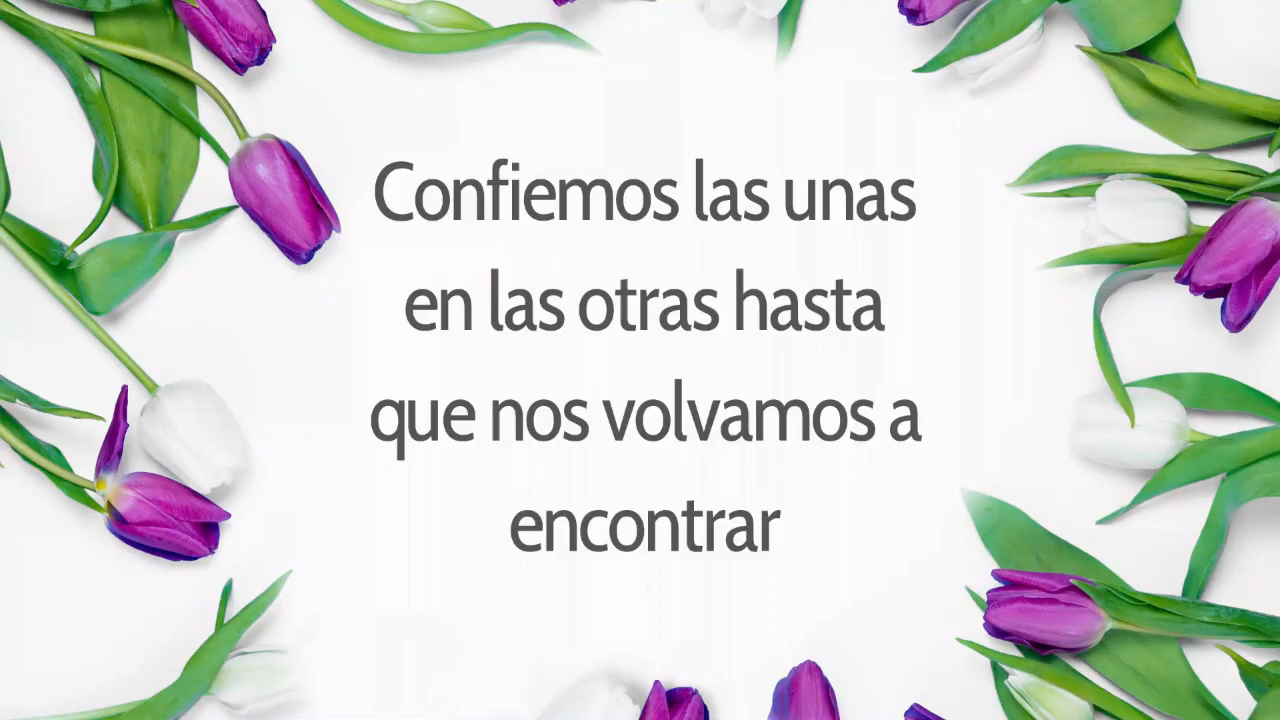 Confiemos las unas
en las otras hasta
que nos volvamos a
encontrar